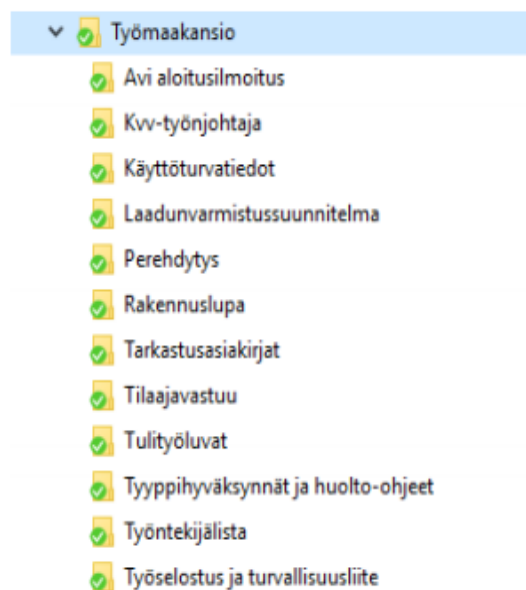 Työmaakansio
Avi aloitusilmoitus
Kvv-työnjohtaja
Käyttöturvatiedot
Laadunvarmistussuunnitelma
Perehdytys
Rakennuslupa
Tarkastusasiakirjat
Tilaajavastuu
Tulityöluvat
Tyyppihyväksynnät ja huolto-ohjeet
Työntekijälista
Työselostus ja turvallisuusliite